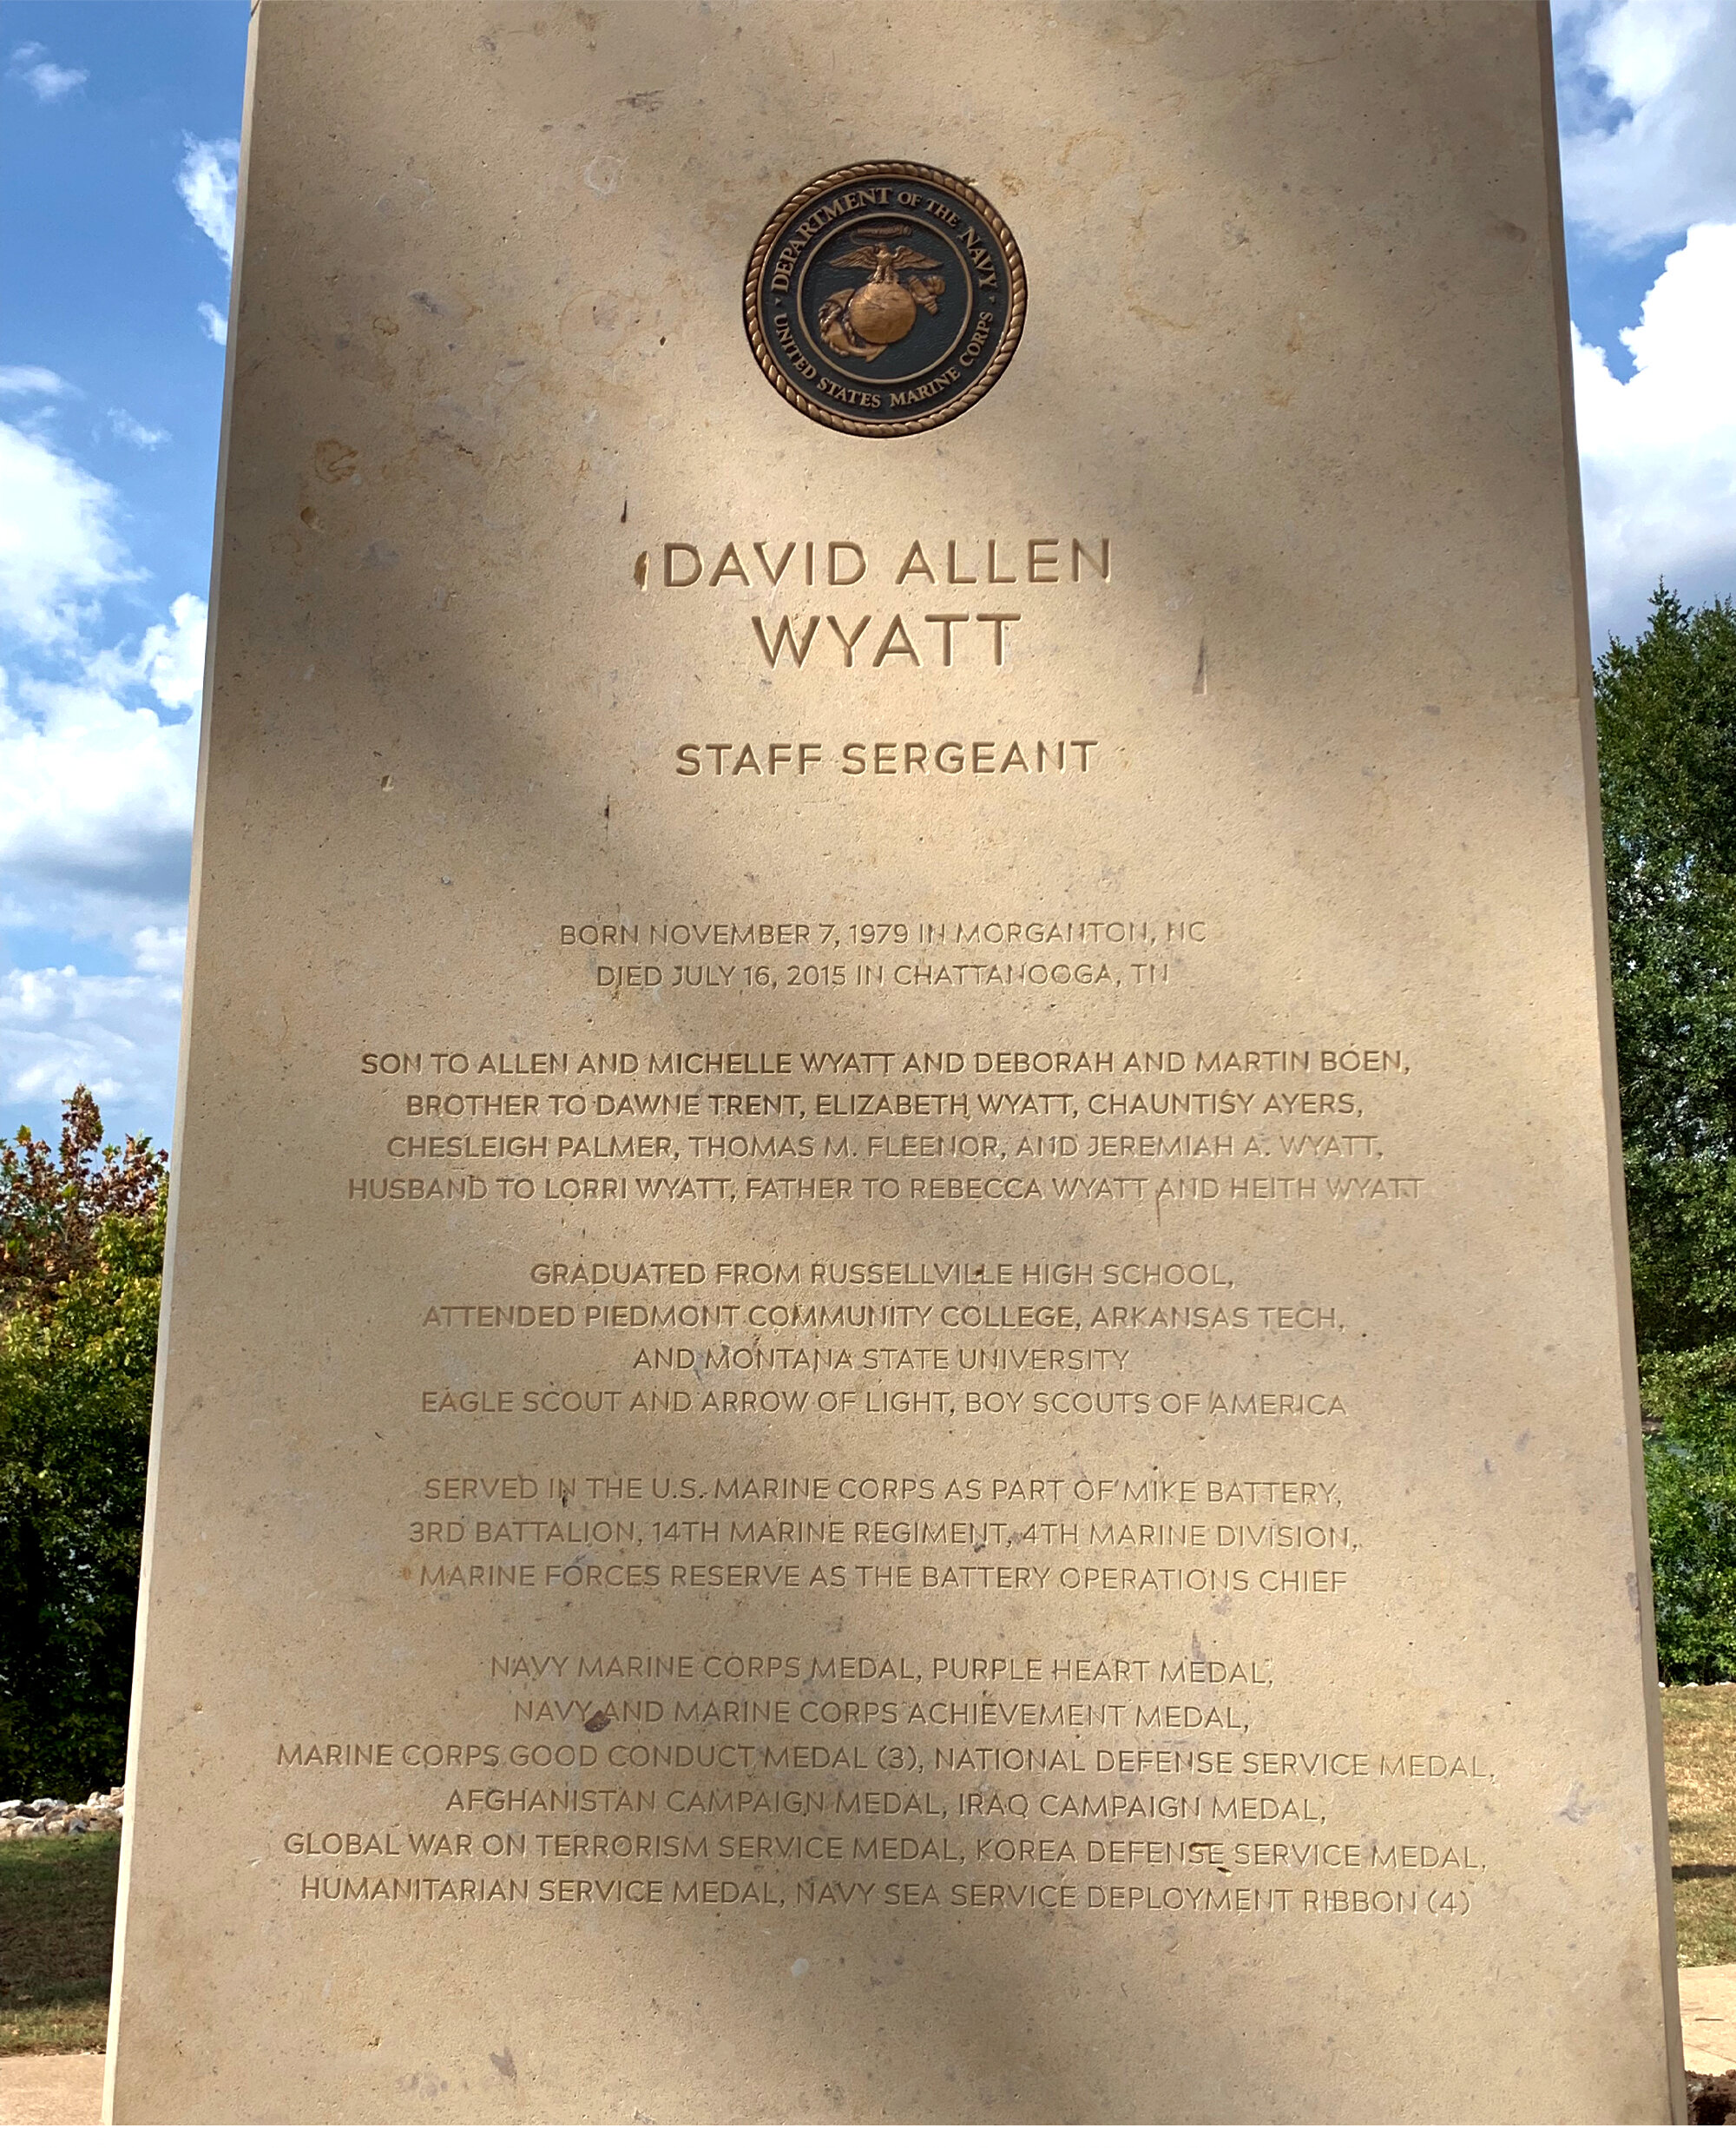 DEPARTMENT OF THE NAVY
UNITED STATES MARINE CORPS
DAVID ALLEN
WYATT
STAFF SERGEANT
BORN NOVEMBER 7, 1979 IN MORGANTON, NC
DIED JULY 16, 2015 IN CHATTANOOGA, TN
SON TO ALLEN AND MICHELLE WYATT AND DEBORAH AND MARTIN BOEN,
BROTHER TO DAWNE TRENT, ELIZABETH WYATT, CHAUNTISY AYERS,
CHESLEIGH PALMER, THOMAS M. FLEENOR, AND JEREMIAH A. WYATT,
HUSBAND TO LORRI WYATT, FATHER TO REBECCA WYATT AND HEITH WYATT
GRADUATED FROM RUSSELLVILLE HIGH SCHOOL,
ATTENDED PIEDMONT COMMUNITY COLLEGE, ARKANSAS TECH,
AND MONTANA STATE UNIVERSITY
EAGLE SCOUT AND ARROW OF LIGHT, BOY SCOUTS OF AMERICA
SERVED IN THE U.S. MARINE CORPS AS PART OF MIKE BATTERY,
3RD BATTALION, 14TH MARINE REGIMENT, 4TH MARINE DIVISION,
MARINE FORCES RESERVE AS THE BATTERY OPERATIONS CHIEF
NAVY MARINE CORPS MEDAL, PURPLE HEART MEDAL,
NAVY AND MARINE CORPS ACHIEVEMENT MEDAL,
MARINE CORPS GOOD CONDUCT MEDAL (3), NATIONAL DEFENSE SERVICE MEDAL,
AFGHANISTAN CAMPAIGN MEDAL, IRAQ CAMPAIGN MEDAL,
GLOBAL WAR ON TERRORISM SERVICE MEDAL, KOREA DEFENSE SERVICE MEDAL,
HUMANITARIAN SERVICE MEDAL, NAVY SEA SERVICE DEPLOYMENT RIBBON (4)